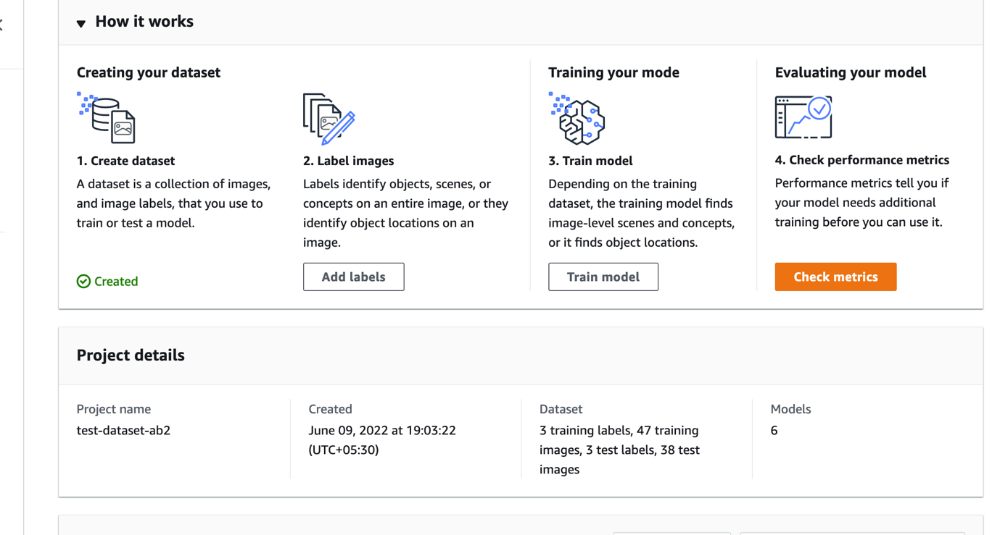 How it works
Creating your dataset
1. Create dataset
A dataset is a collection of images,
and image labels, that you use to
train or test a model.
Created
2. Label images
Labels identify objects, scenes, or
concepts on an entire image, or they
identify object locations on an
image.
Add labels
Training your mode
3. Train model
Depending on the training
dataset, the training model finds
image-level scenes and concepts,
or it finds object locations.
Train model
Evaluating your model
4. Check performance metrics
Performance metrics tell you if
your model needs additional
training before you can use it.
Check metrics
Project details
Project name
test-dataset-ab2
Created
June 09, 2022 at 19:03:22
(UTC+05:30)
Dataset
3 training labels, 47 training
images, 3 test labels, 38 test
images
Models
6